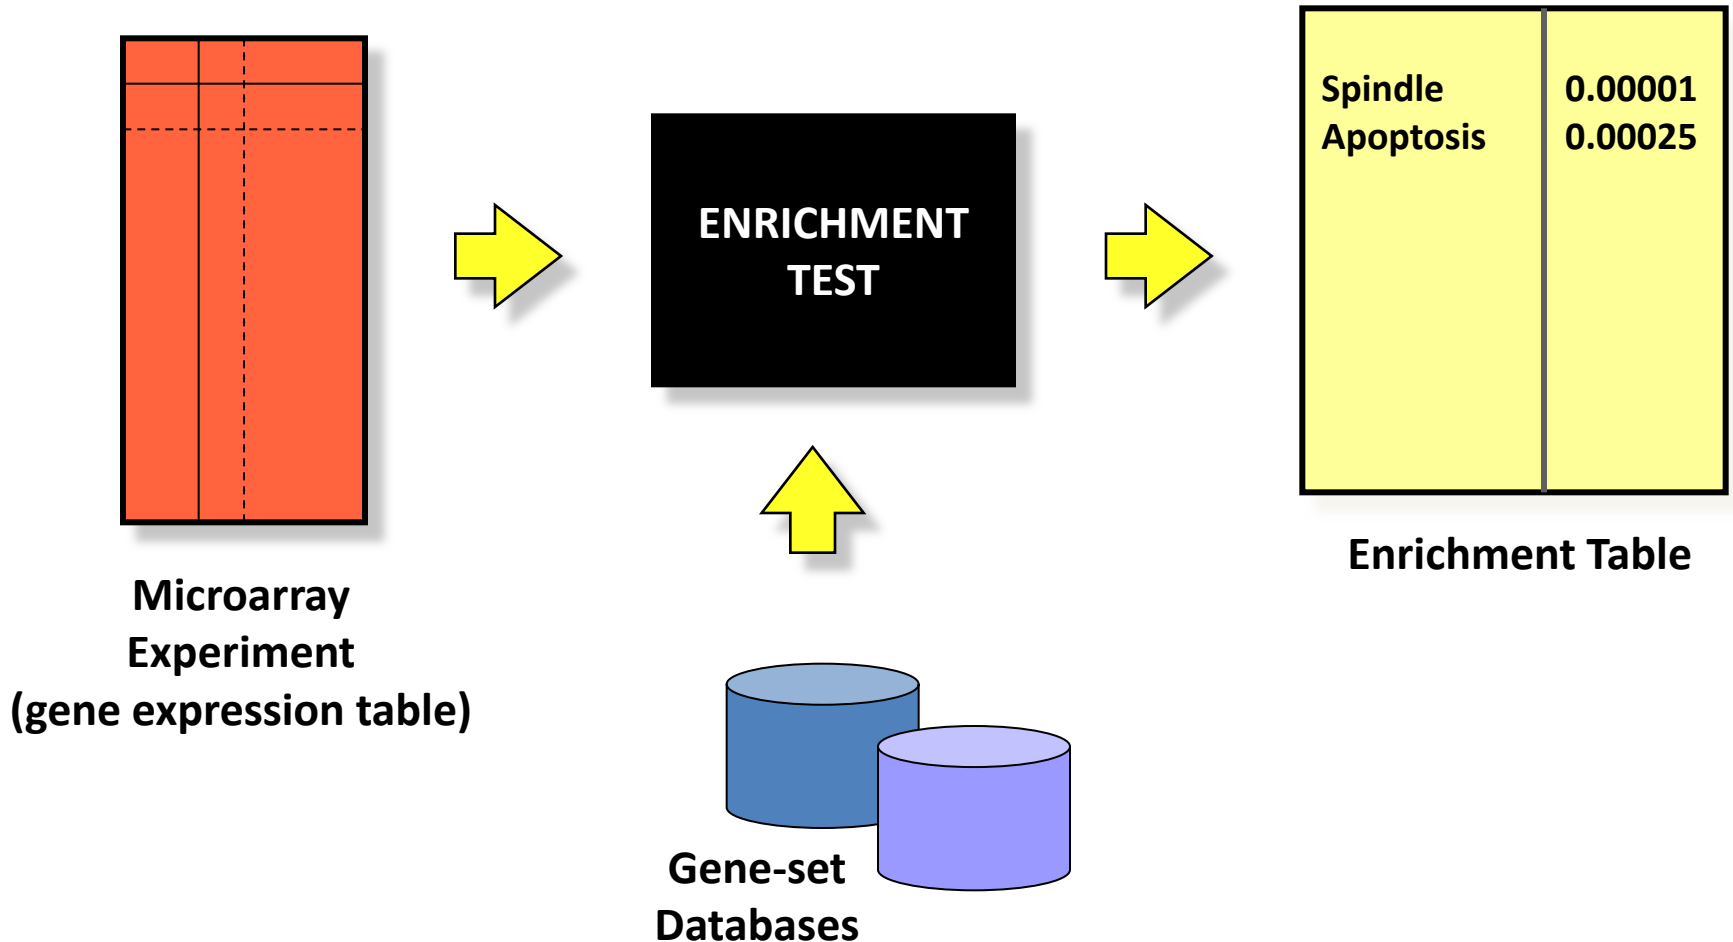 Spindle 0.00001
Apoptosis 0.00025
ENRICHMENT
TEST
Enrichment Table
Microarray
Experiment
(gene expression table)
Gene-set
Databases